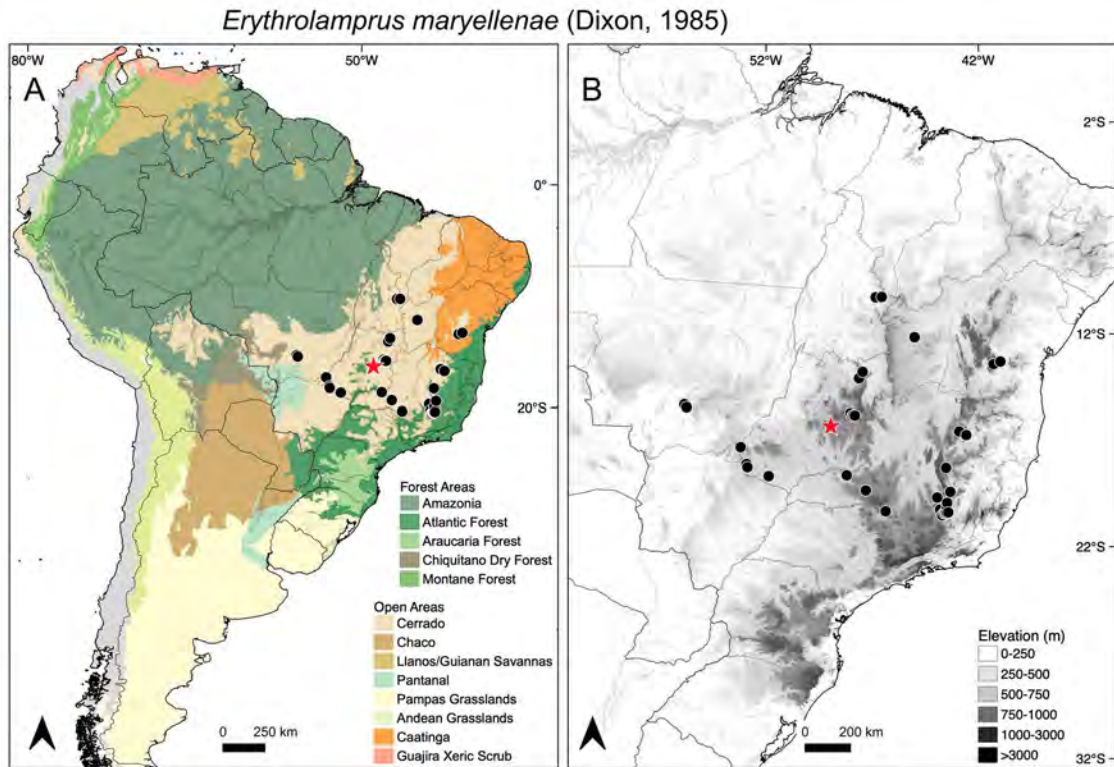 Erythrolamprus maryellenae (Dixon, 1985)
80°W
50°W
A
0°
20°S
Forest Areas
Amazonia
Atlantic Forest
Araucaria Forest
Chiquitano Dry Forest
Montane Forest
Open Areas
Cerrado
Chaco
Llanos/Guianan Savannas
Pantanal
Pampas Grasslands
Andean Grasslands
Caatinga
Guajira Xeric Scrub
0 250 km
52°W
42°W
B
2°S
12°S
22°S
32°S
Elevation (m)
0-250
250-500
500-750
750-1000
1000-3000
>3000
0 200 km